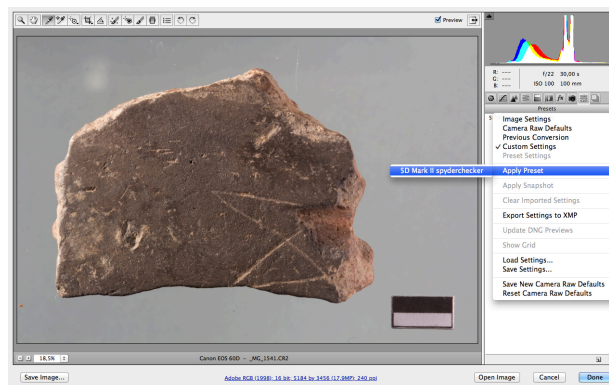 Preview
R: ---
G: ---
B: ---
f/22 30,00 s
ISO 100 100 mm
Presets
Image Settings
Camera Raw Defaults
Previous Conversion
✓ Custom Settings
Preset Settings
5D Mark II spyderchecker
Apply Preset
Apply Snapshot
Clear Imported Settings
Export Settings to XMP
Update DNG Previews
Show Grid
Load Settings...
Save Settings...
Save New Camera Raw Defaults
Reset Camera Raw Defaults
18,5%
Canon EOS 60D – _MG_1541.CR2
Save Image...
Adobe RGB (1998); 16 bit; 5184 by 3456 (17.9MP); 240 ppi
Open Image
Cancel
Done